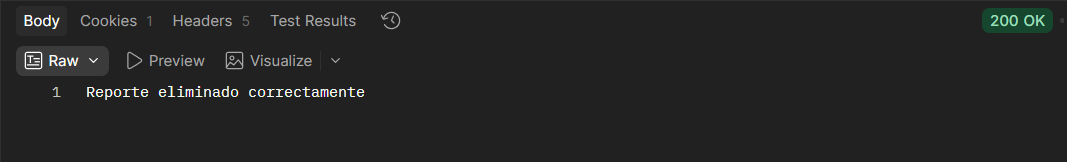 Body Cookies 1 Headers 5 Test Results 200 OK
Raw Preview Visualize
1 Reporte eliminado correctamente